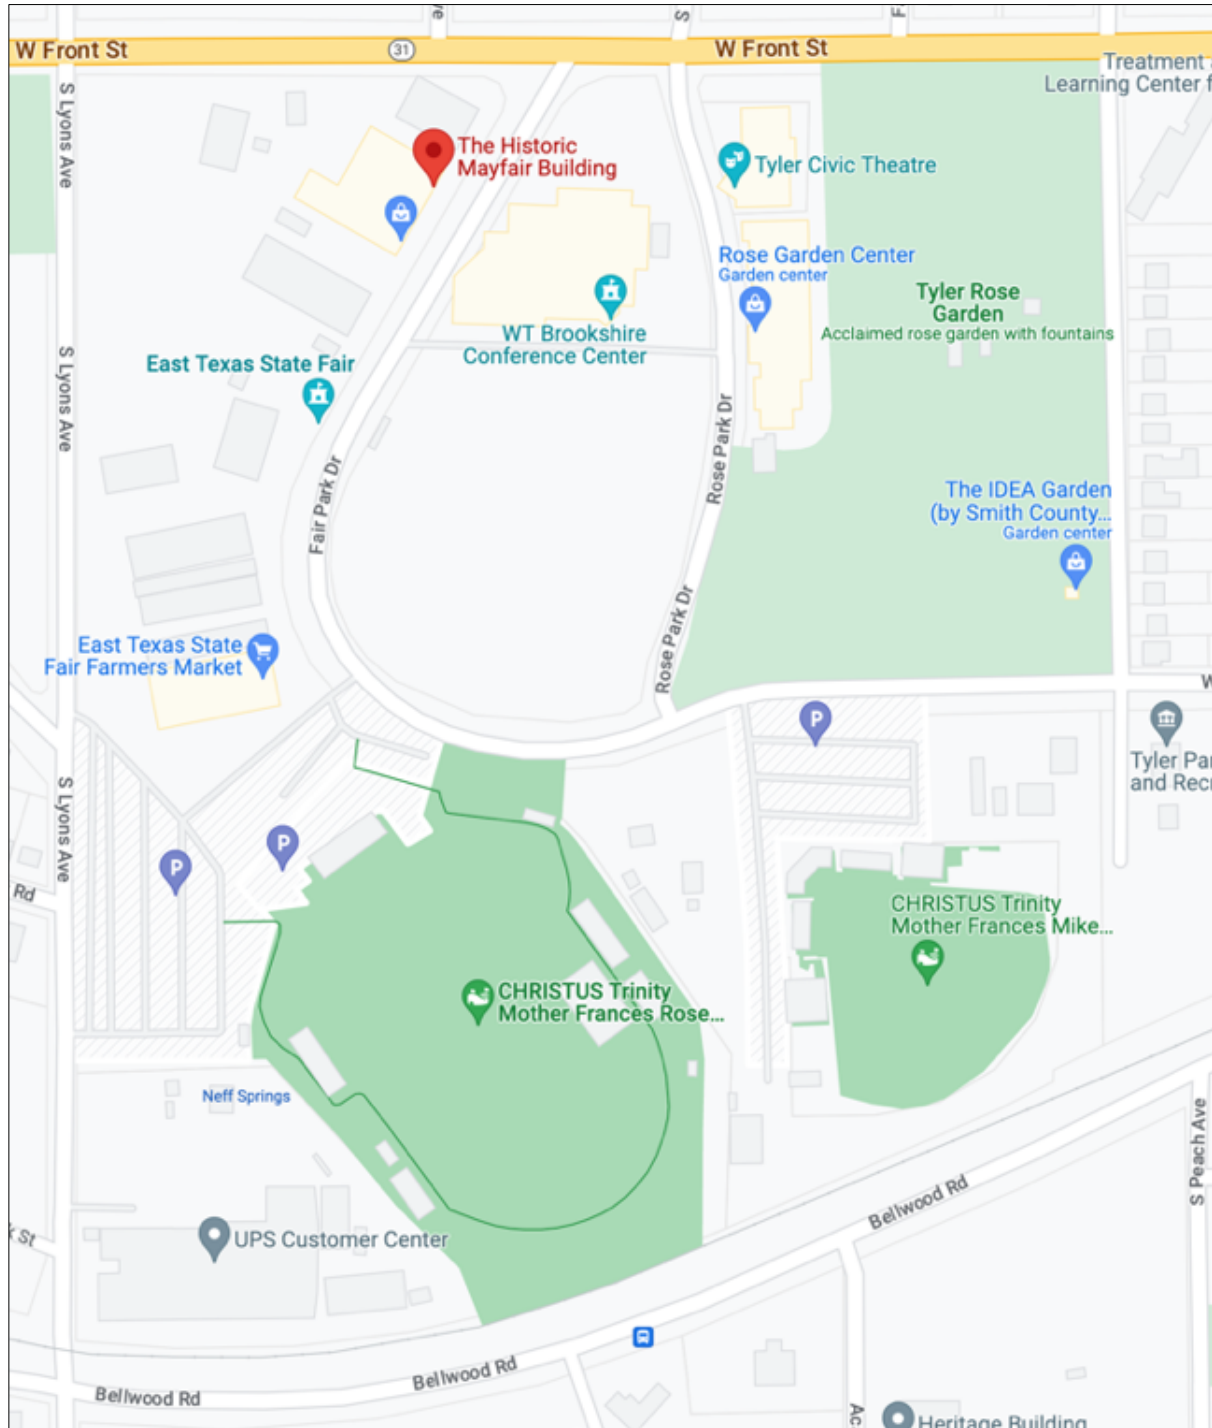 ve
S
F
W Front St
31
W Front St
Treatment
Learning Center f
S Lyons Ave
The Historic
Mayfair Building
Tyler Civic Theatre
Rose Garden Center
Garden center
Tyler Rose
Garden
Acclaimed rose garden with fountains
WT Brookshire
Conference Center
S Lyons Ave
East Texas State Fair
Rose Park Dr
Fair Park Dr
The IDEA Garden
(by Smith County...
Garden center
Rose Park Dr
East Texas State
Fair Farmers Market
W
P
Tyler Par
and Recr
S Lyons Ave
P
P
Rd
CHRISTUS Trinity
Mother Frances Mike...
CHRISTUS Trinity
Mother Frances Rose...
Neff Springs
S Peach Ave
Bellwood Rd
k St
UPS Customer Center
Bellwood Rd
Bellwood Rd
Ac
Heritage Building